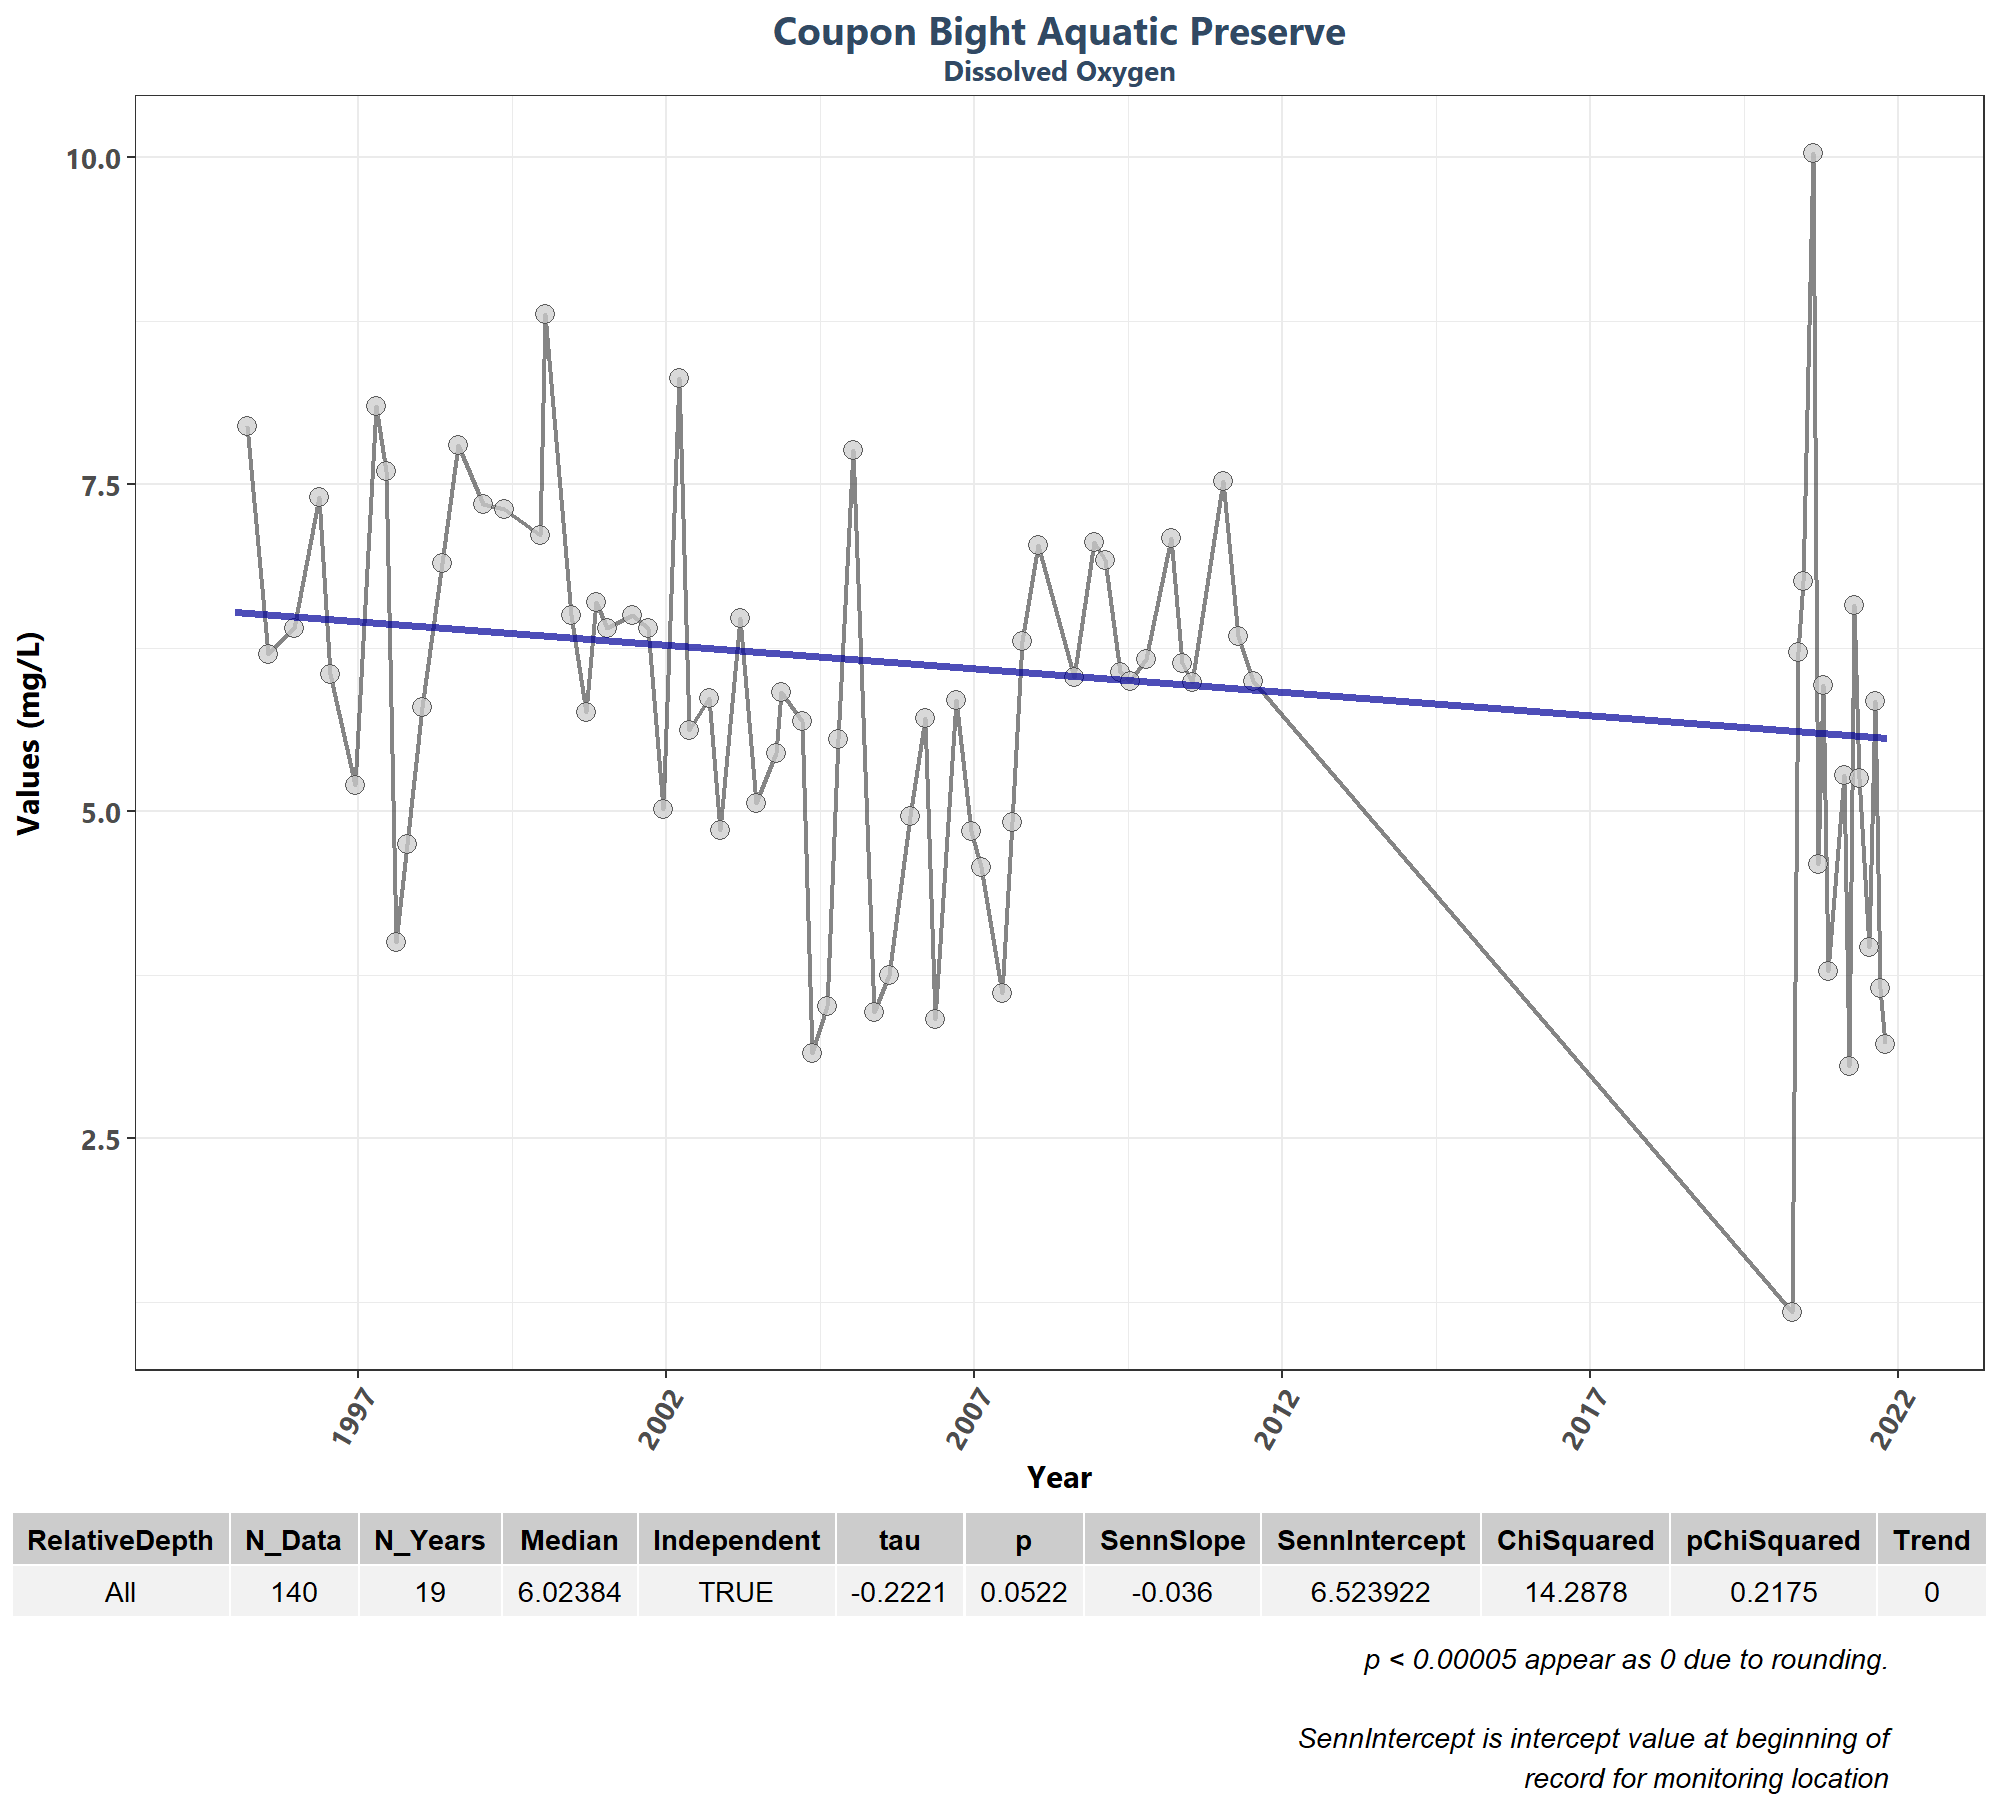 Coupon Bight Aquatic Preserve
Dissolved Oxygen
Values (mg/L)
10.0
7.5
5.0
2.5
1997
2002
2007
2012
2017
2022
Year
RelativeDepth N_Data N_Years Median Independent tau p SennSlope SennIntercept ChiSquared pChiSquared Trend
All 140 19 6.02384 TRUE -0.2221 0.0522 -0.036 6.523922 14.2878 0.2175 0
p < 0.00005 appear as 0 due to rounding.
SennIntercept is intercept value at beginning of
record for monitoring location